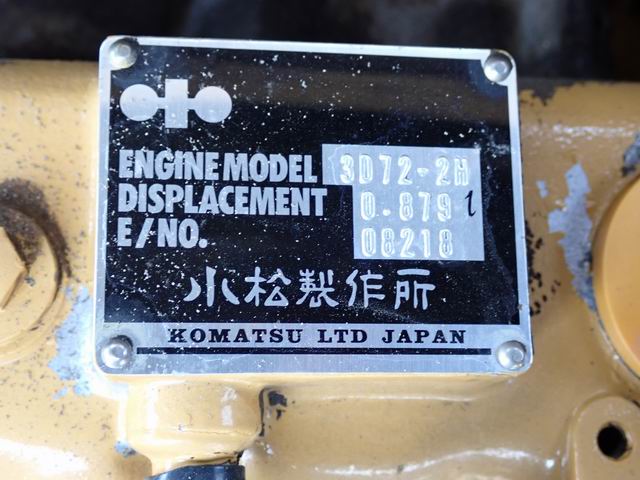 ENGINE MODEL 3D72-2H
DISPLACEMENT 0.879 l
E/NO. 08218
小松製作所
KOMATSU LTD JAPAN